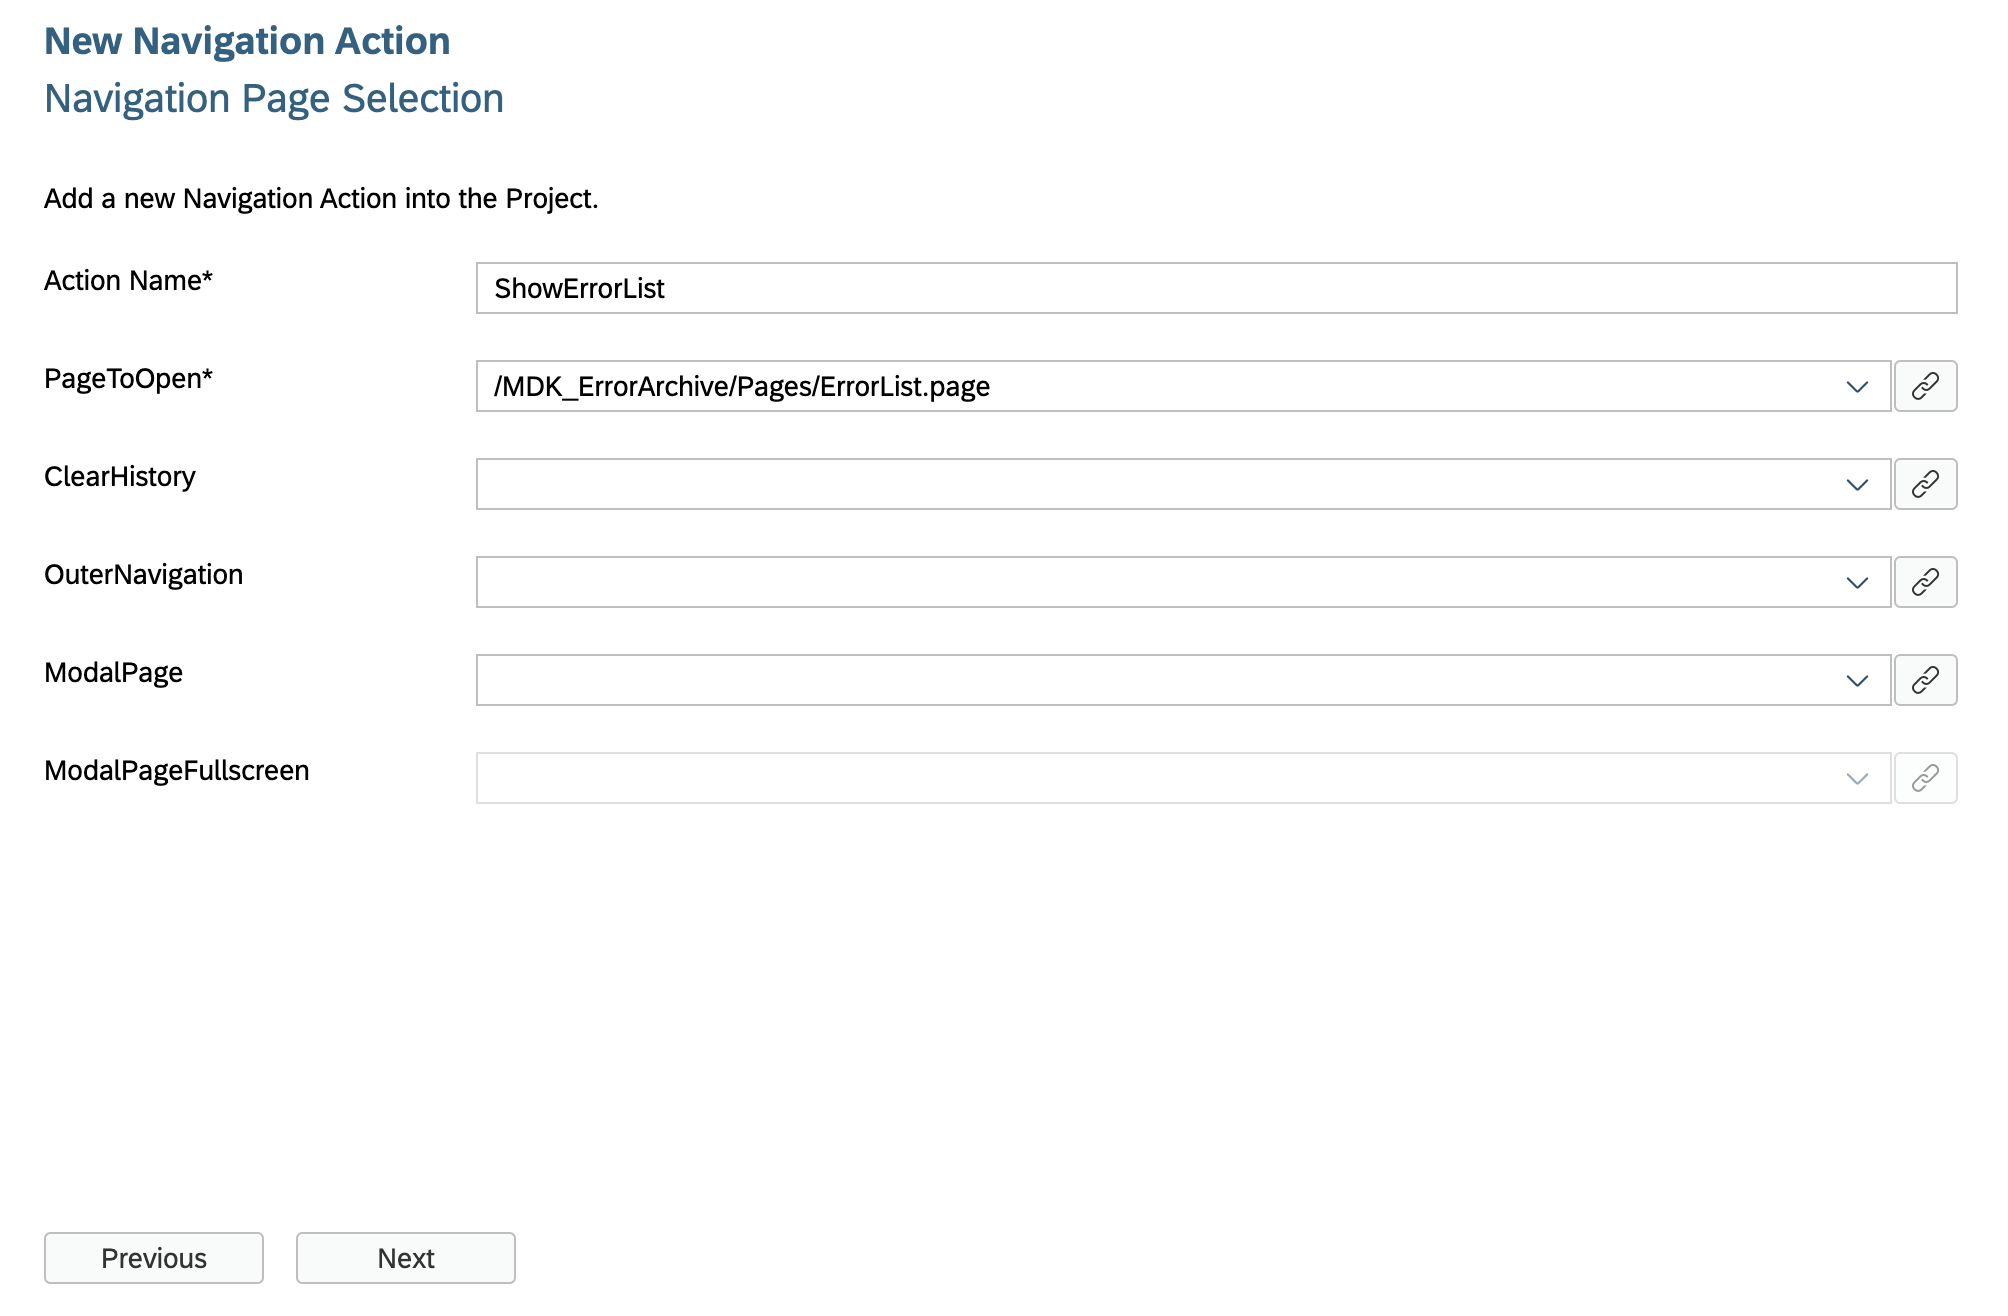 New Navigation Action
Navigation Page Selection
Add a new Navigation Action into the Project.
Action Name*
ShowErrorList
PageToOpen*
/MDK_ErrorArchive/Pages/ErrorList.page
ClearHistory
OuterNavigation
ModalPage
ModalPageFullscreen
Previous
Next